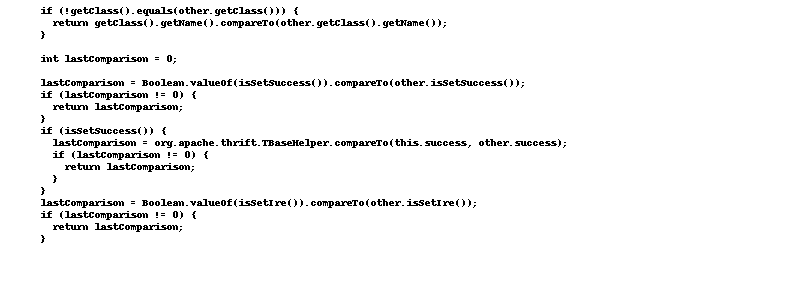 if (!getClass().equals(other.getClass())) {
return getClass().getName().compareTo(other.getClass().getName());
}
int lastComparison = 0;
lastComparison = Boolean.valueOf(isSetSuccess()).compareTo(other.isSetSuccess());
if (lastComparison != 0) {
return lastComparison;
}
if (isSetSuccess()) {
lastComparison = org.apache.thrift.TBaseHelper.compareTo(this.success, other.success);
if (lastComparison != 0) {
return lastComparison;
}
}
lastComparison = Boolean.valueOf(isSetIre()).compareTo(other.isSetIre());
if (lastComparison != 0) {
return lastComparison;
}